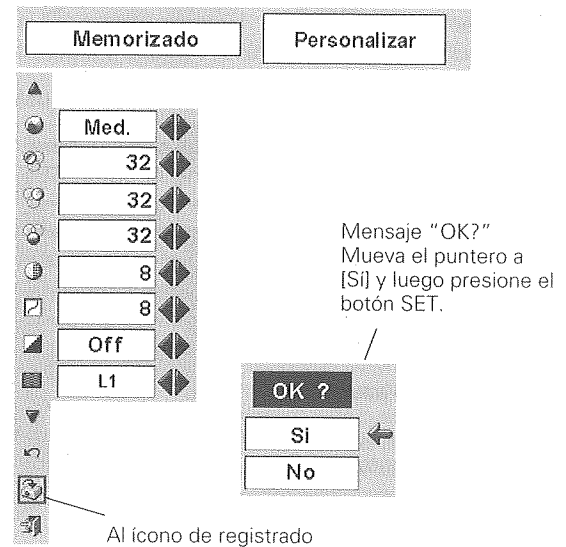 Memorizado
Personalizar
Med.
32
32
32
8
8
Off
L1
Mensaje "OK?"
Mueva el puntero a
[Sí] y luego presione el
botón SET.
OK ?
Si
No
Al ícono de registrado